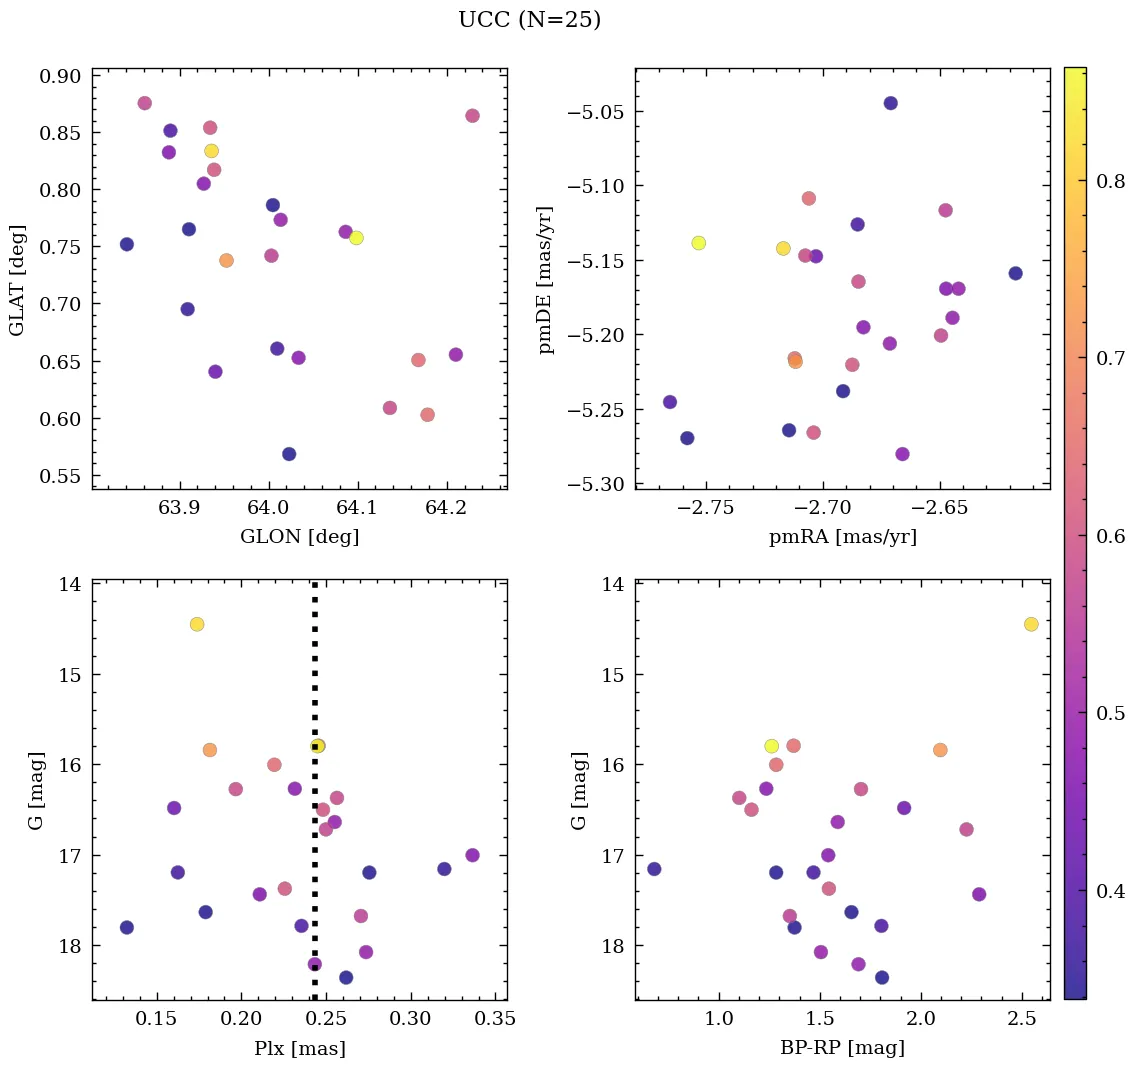 UCC (N=25)
0.90
0.85
0.80
0.75
0.70
0.65
0.60
0.55
GLAT [deg]
63.9 64.0 64.1 64.2
GLON [deg]
−5.05
−5.10
−5.15
−5.20
−5.25
−5.30
pmDE [mas/yr]
−2.75 −2.70 −2.65
pmRA [mas/yr]
14
15
16
17
18
G [mag]
0.15 0.20 0.25 0.30 0.35
Plx [mas]
14
15
16
17
18
G [mag]
1.0 1.5 2.0 2.5
BP-RP [mag]
0.8
0.7
0.6
0.5
0.4